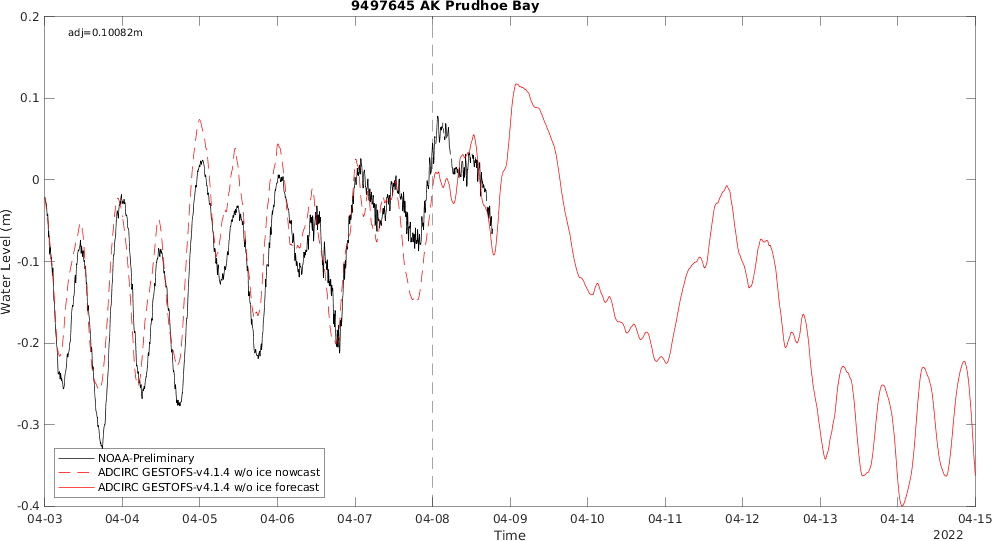 9497645 AK Prudhoe Bay
adj=0.10082m
0.2
0.1
0
-0.1
-0.2
-0.3
-0.4
Water Level (m)
NOAA-Preliminary
ADCIRC GESTOFS-v4.1.4 w/o ice nowcast
ADCIRC GESTOFS-v4.1.4 w/o ice forecast
04-03 04-04 04-05 04-06 04-07 04-08 04-09 04-10 04-11 04-12 04-13 04-14 04-15
Time
2022